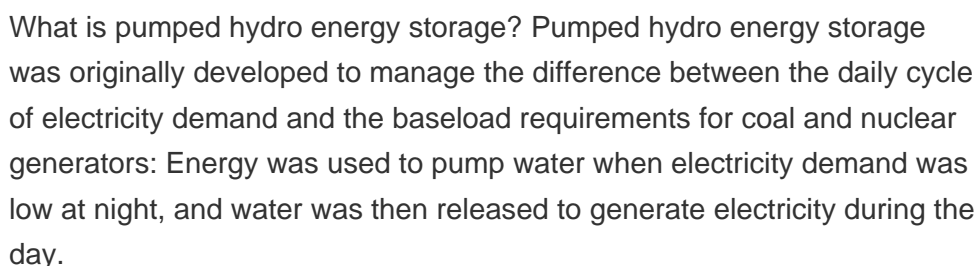 What is pumped hydro energy storage? Pumped hydro energy storage
was originally developed to manage the difference between the daily cycle
of electricity demand and the baseload requirements for coal and nuclear
generators: Energy was used to pump water when electricity demand was
low at night, and water was then released to generate electricity during the
day.